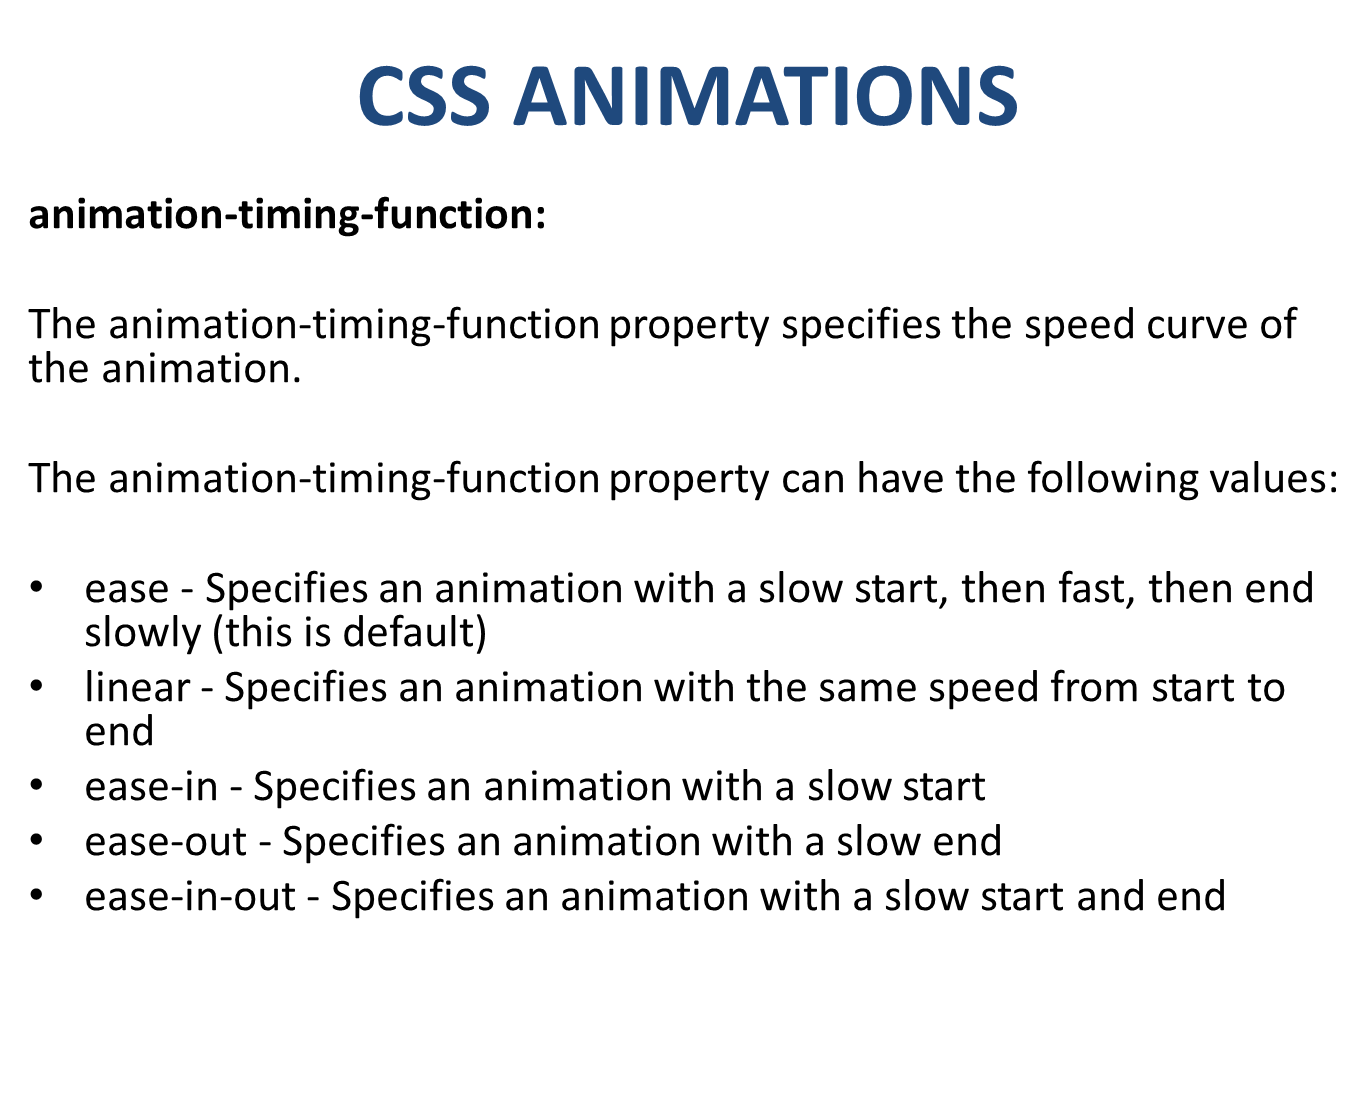 CSS ANIMATIONS
animation-timing-function:
The animation-timing-function property specifies the speed curve of
the animation.
The animation-timing-function property can have the following values:
• ease - Specifies an animation with a slow start, then fast, then end
slowly (this is default)
• linear - Specifies an animation with the same speed from start to
end
• ease-in - Specifies an animation with a slow start
• ease-out - Specifies an animation with a slow end
• ease-in-out - Specifies an animation with a slow start and end